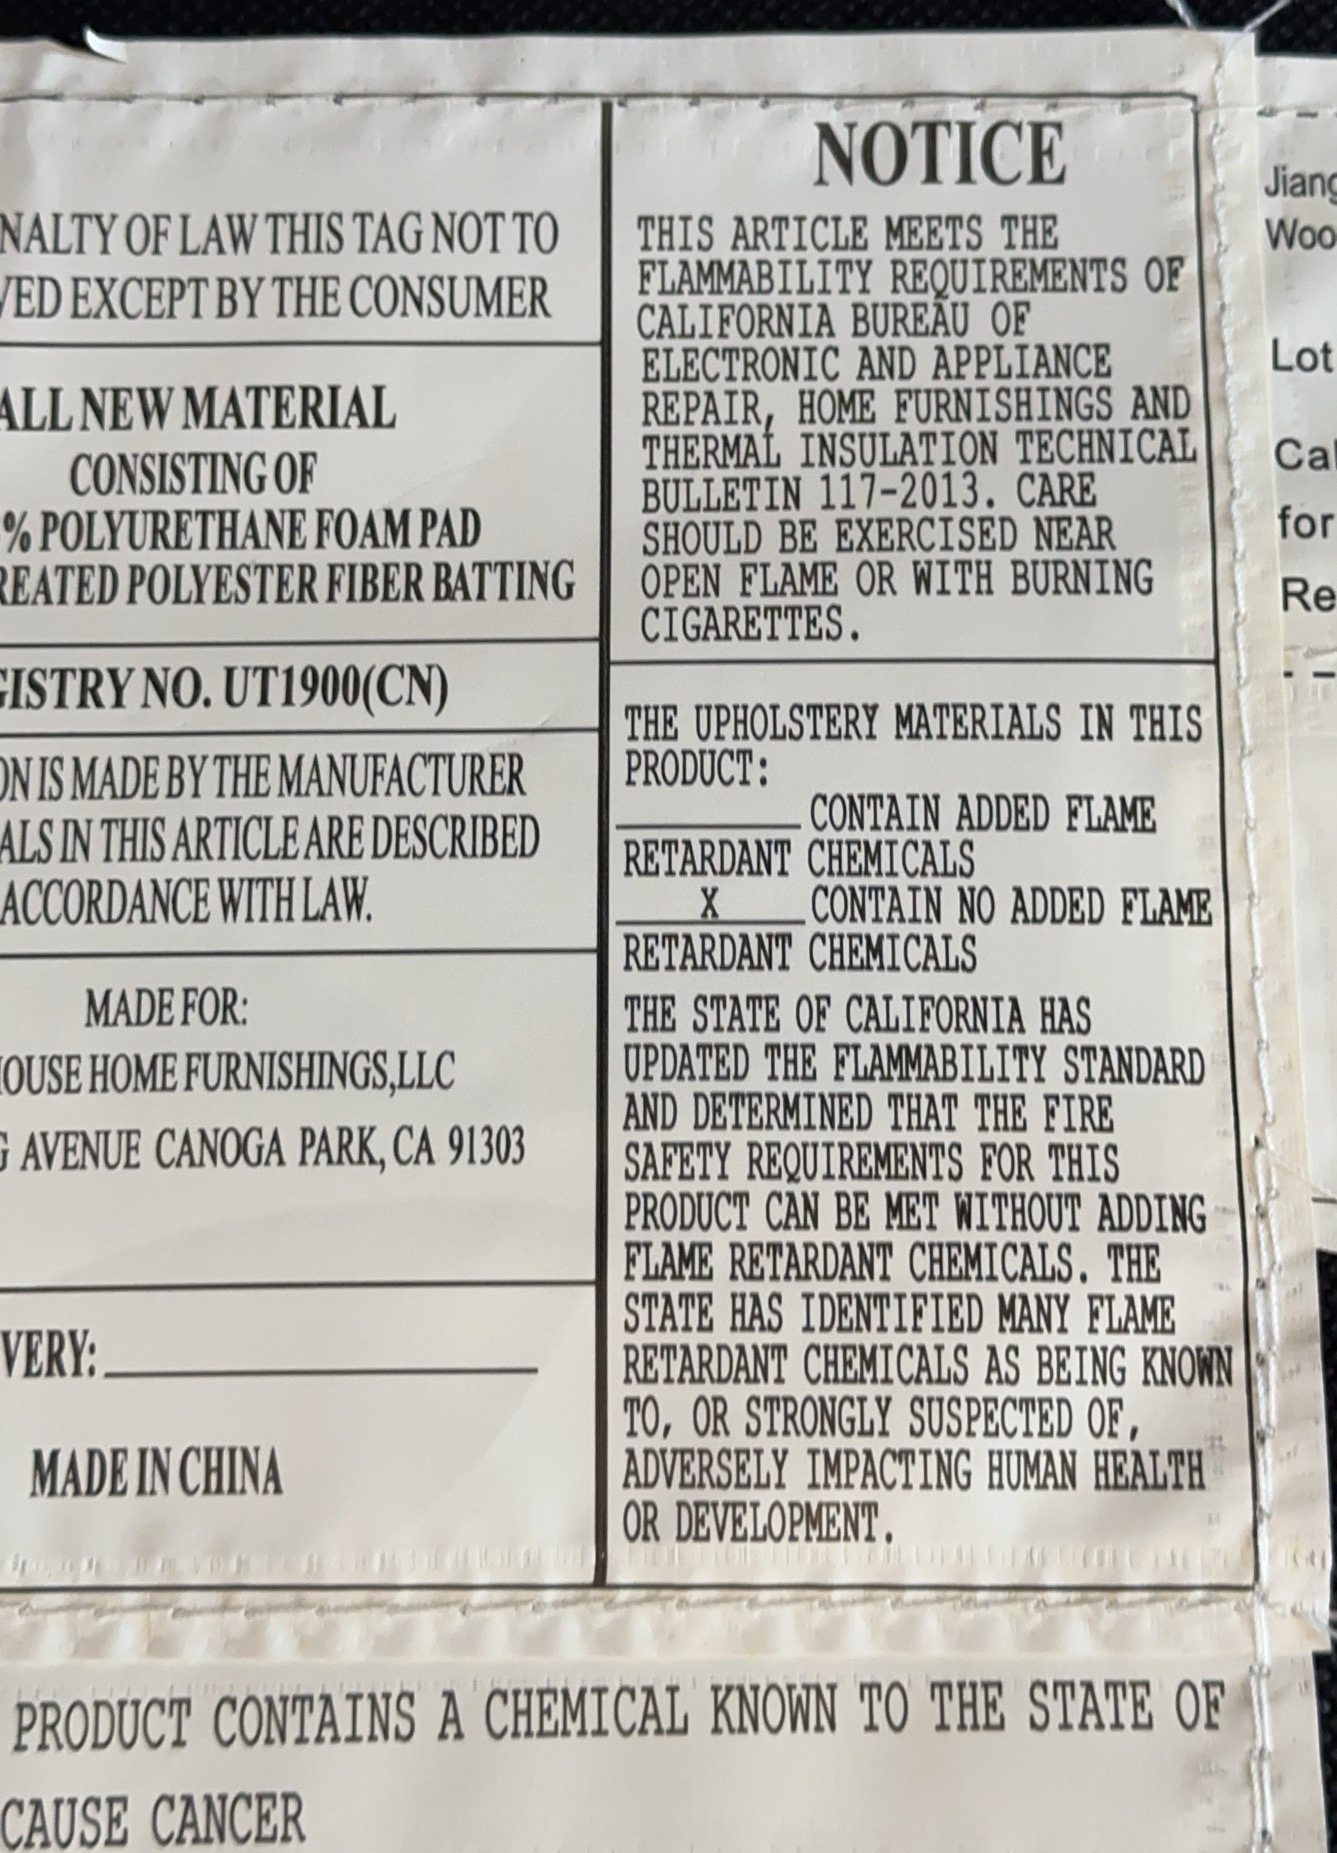 NALTY OF LAW THIS TAG NOT TO
VED EXCEPT BY THE CONSUMER
ALL NEW MATERIAL
CONSISTING OF
% POLYURETHANE FOAM PAD
REATED POLYESTER FIBER BATTING
GISTRY NO. UT1900(CN)
ON IS MADE BY THE MANUFACTURER
ALS IN THIS ARTICLE ARE DESCRIBED
ACCORDANCE WITH LAW.
MADE FOR:
HOUSE HOME FURNISHINGS,LLC
G AVENUE CANOGA PARK, CA 91303
VERY:
MADE IN CHINA
NOTICE
THIS ARTICLE MEETS THE
FLAMMABILITY REQUIREMENTS OF
CALIFORNIA BUREAU OF
ELECTRONIC AND APPLIANCE
REPAIR, HOME FURNISHINGS AND
THERMAL INSULATION TECHNICAL
BULLETIN 117-2013. CARE
SHOULD BE EXERCISED NEAR
OPEN FLAME OR WITH BURNING
CIGARETTES.
THE UPHOLSTERY MATERIALS IN THIS
PRODUCT:
CONTAIN ADDED FLAME
RETARDANT CHEMICALS
X CONTAIN NO ADDED FLAME
RETARDANT CHEMICALS
THE STATE OF CALIFORNIA HAS
UPDATED THE FLAMMABILITY STANDARD
AND DETERMINED THAT THE FIRE
SAFETY REQUIREMENTS FOR THIS
PRODUCT CAN BE MET WITHOUT ADDING
FLAME RETARDANT CHEMICALS. THE
STATE HAS IDENTIFIED MANY FLAME
RETARDANT CHEMICALS AS BEING KNOWN
TO, OR STRONGLY SUSPECTED OF,
ADVERSELY IMPACTING HUMAN HEALTH
OR DEVELOPMENT.
PRODUCT CONTAINS A CHEMICAL KNOWN TO THE STATE OF
CAUSE CANCER
Jiang
Woo
Lot
Cal
for
Re